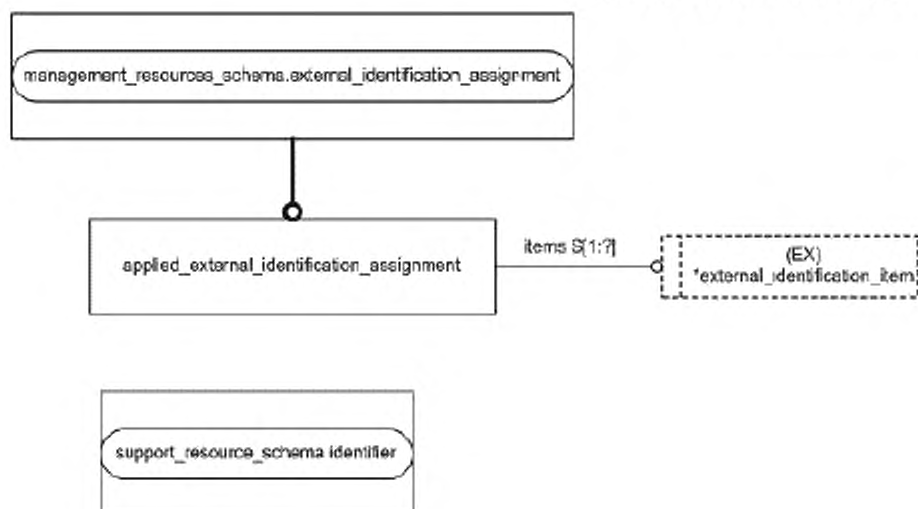 management_resources_schema.external_identification_assignment
applied_external_identification_assignment
items S[1:?]
(EX)
*external_identification_item
support_resource_schema.identifier